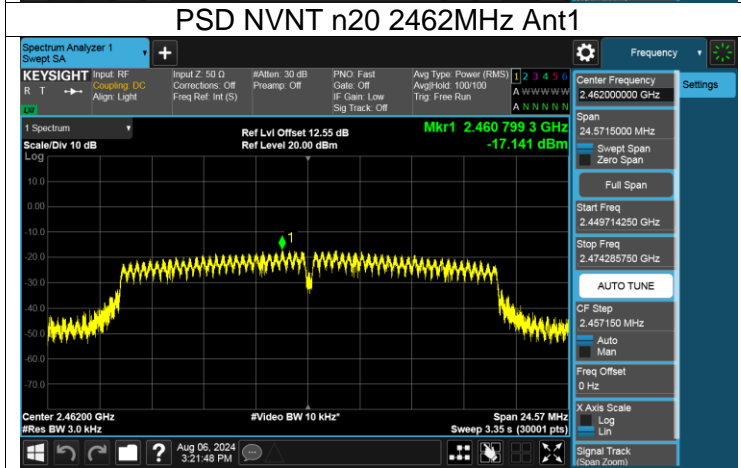 PSD NVNT n20 2462MHz Ant1
Spectrum Analyzer 1
Swept SA
Frequency
KEYSIGHT
R T
LXI
Input: RF
Coupling: DC
Align: Light
Input Z: 50 Ω
Corrections: Off
Freq Ref: Int (S)
#Atten: 30 dB
Preamp: Off
PNO: Fast
Gate: Off
IF Gain: Low
Sig Track: Off
Avg Type: Power (RMS)
Avg|Hold: 100/100
Trig: Free Run
1 2 3 4 5 6
A W W W W W
A N N N N N
Center Frequency
2.462000000 GHz
Settings
Span
24.5715000 MHz
Swept Span
Zero Span
Full Span
Start Freq
2.449714250 GHz
Stop Freq
2.474285750 GHz
AUTO TUNE
CF Step
2.457150 MHz
Auto
Man
Freq Offset
0 Hz
X Axis Scale
Log
Lin
Signal Track
(Span Zoom)
1 Spectrum
Scale/Div 10 dB
Ref Lvl Offset 12.55 dB
Ref Level 20.00 dBm
Mkr1 2.460 799 3 GHz
-17.141 dBm
Log
10.0
0.00
-10.0
-20.0
-30.0
-40.0
-50.0
-60.0
-70.0
1
Center 2.46200 GHz
#Res BW 3.0 kHz
#Video BW 10 kHz*
Span 24.57 MHz
Sweep 3.35 s (30001 pts)
?
Aug 06, 2024
3:21:48 PM